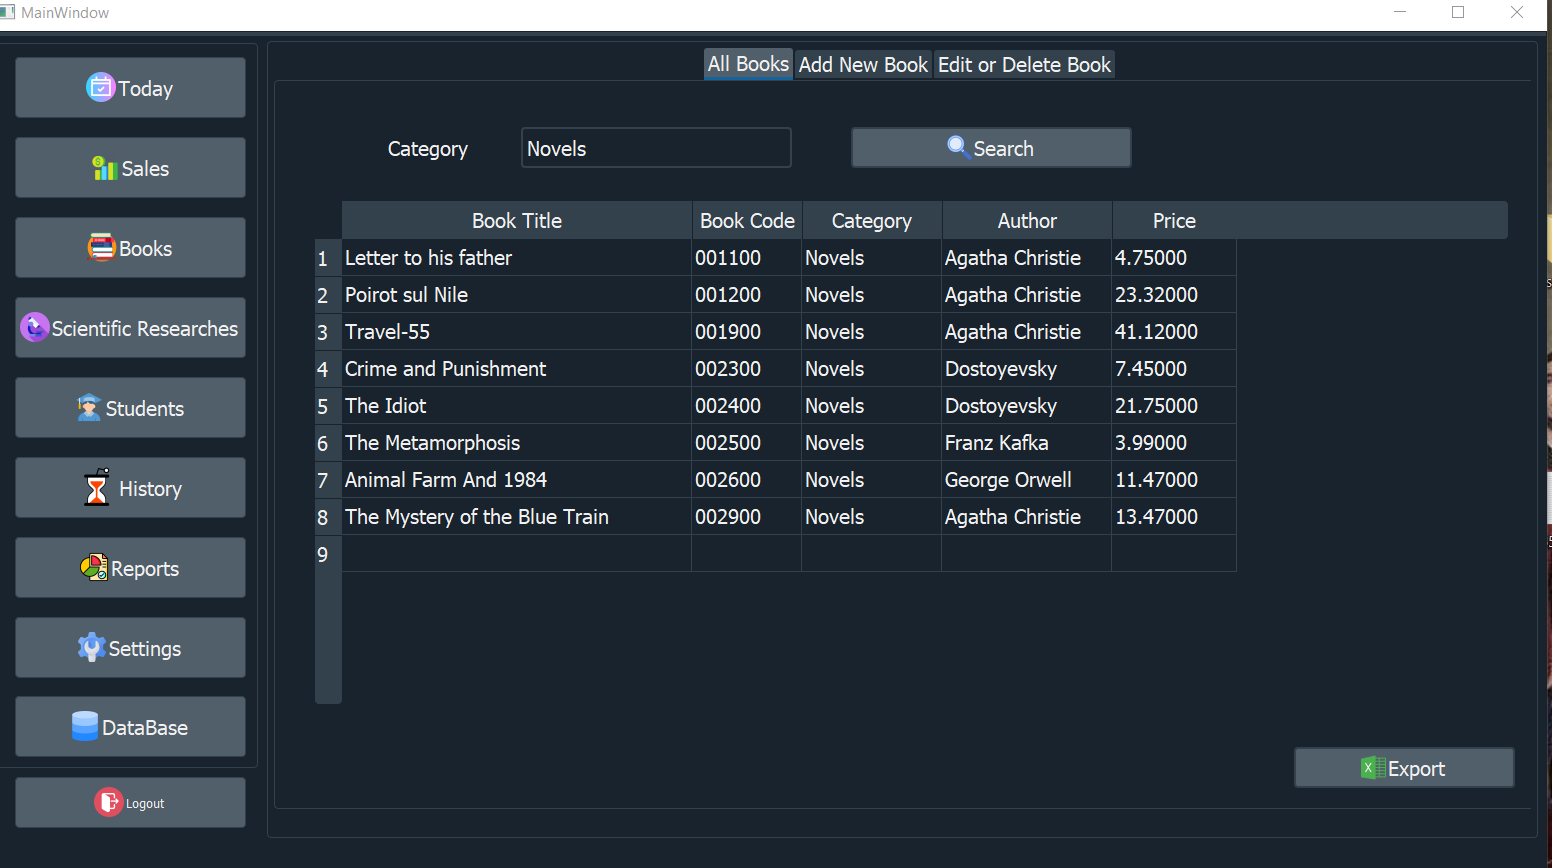 MainWindow
Today
Sales
Books
Scientific Researches
Students
History
Reports
Settings
DataBase
Logout
All Books Add New Book Edit or Delete Book
Category Novels Search
Book Title Book Code Category Author Price
1 Letter to his father 001100 Novels Agatha Christie 4.75000
2 Poirot sul Nile 001200 Novels Agatha Christie 23.32000
3 Travel-55 001900 Novels Agatha Christie 41.12000
4 Crime and Punishment 002300 Novels Dostoyevsky 7.45000
5 The Idiot 002400 Novels Dostoyevsky 21.75000
6 The Metamorphosis 002500 Novels Franz Kafka 3.99000
7 Animal Farm And 1984 002600 Novels George Orwell 11.47000
8 The Mystery of the Blue Train 002900 Novels Agatha Christie 13.47000
9
Export